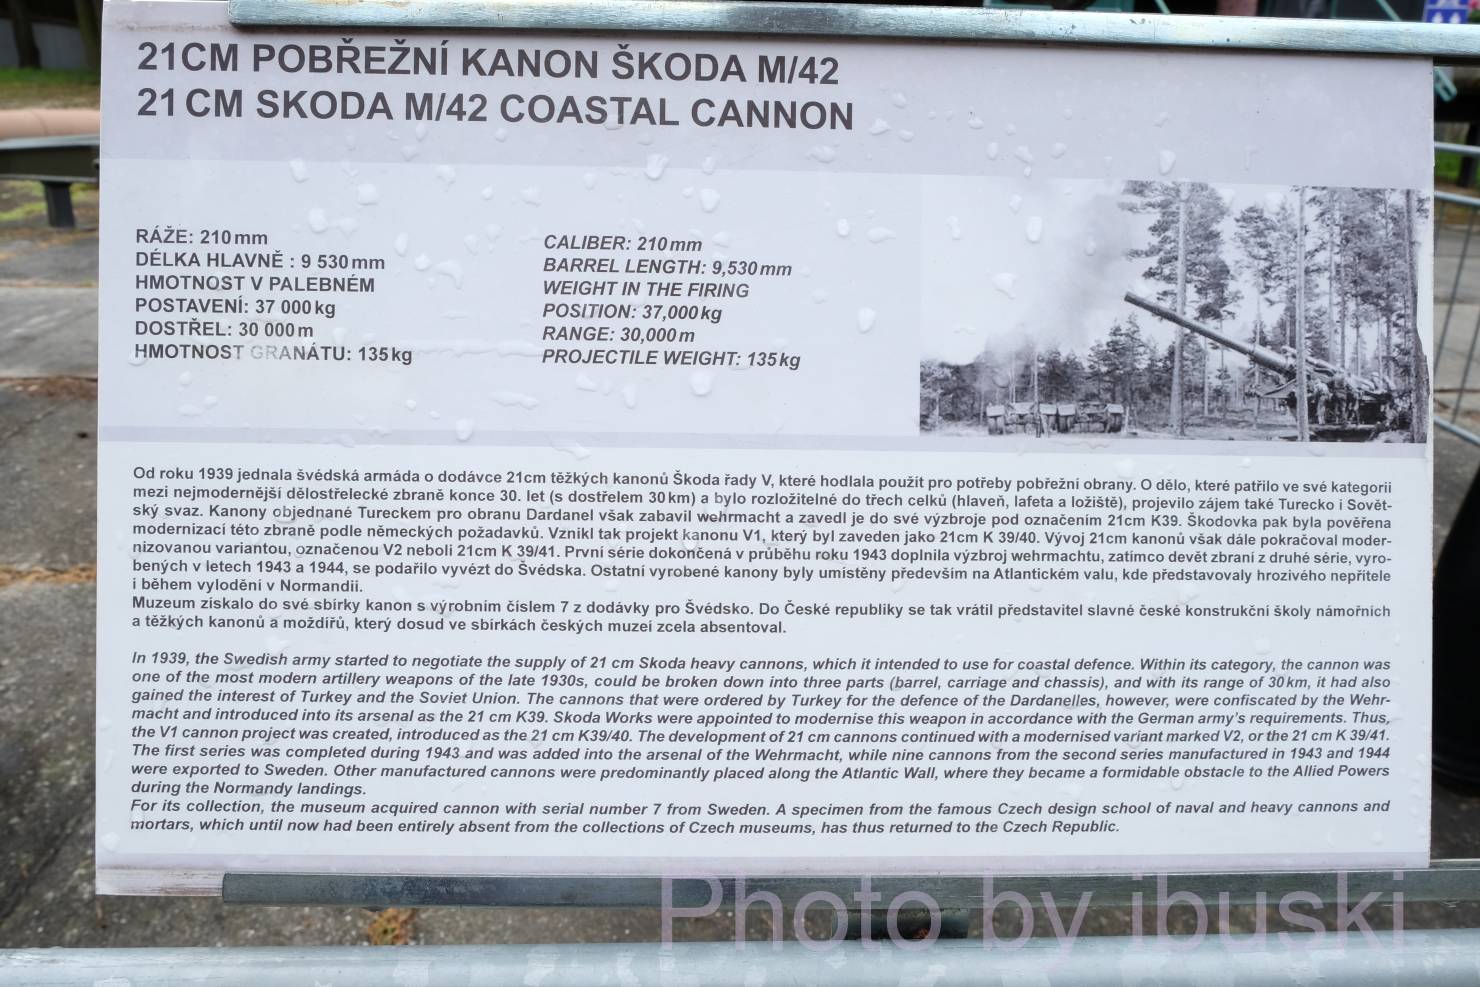 21CM POBŘEŽNÍ KANON ŠKODA M/42
21CM SKODA M/42 COASTAL CANNON
RÁŽE: 210 mm
DÉLKA HLAVNĚ : 9 530 mm
HMOTNOST V PALEBNÉM
POSTAVENÍ: 37 000 kg
DOSTŘEL: 30 000 m
HMOTNOST GRANÁTU: 135 kg
CALIBER: 210 mm
BARREL LENGTH: 9,530 mm
WEIGHT IN THE FIRING
POSITION: 37,000 kg
RANGE: 30,000 m
PROJECTILE WEIGHT: 135 kg
Od roku 1939 jednala švédská armáda o dodávce 21cm těžkých kanonů Škoda řady V, které hodlala použít pro potřeby pobřežní obrany. O dělo, které patřilo ve své kategorii
mezi nejmodernější dělostřelecké zbraně konce 30. let (s dostřelem 30 km) a bylo rozložitelné do třech celků (hlaveň, lafeta a ložiště), projevilo zájem také Turecko i Sovět-
ský svaz. Kanony objednané Tureckem pro obranu Dardanel však zabavil wehrmacht a zavedl je do své výzbroje pod označením 21cm K39. Škodovka pak byla pověřena
modernizací této zbraně podle německých požadavků. Vznikl tak projekt kanonu V1, který byl zaveden jako 21cm K 39/40. Vývoj 21cm kanonů však dále pokračoval moder-
nizovanou variantou, označenou V2 neboli 21cm K 39/41. První série dokončená v průběhu roku 1943 doplnila výzbroj wehrmachtu, zatímco devět zbraní z druhé série, vyro-
bených v letech 1943 a 1944, se podařilo vyvézt do Švédska. Ostatní vyrobené kanony byly umístěny především na Atlantickém valu, kde představovaly hrozivého nepřítele
i během vylodění v Normandii.
Muzeum získalo do své sbírky kanon s výrobním číslem 7 z dodávky pro Švédsko. Do České republiky se tak vrátil představitel slavné české konstrukční školy námořních
a těžkých kanonů a moždířů, který dosud ve sbírkách českých muzeí zcela absentoval.
In 1939, the Swedish army started to negotiate the supply of 21 cm Skoda heavy cannons, which it intended to use for coastal defence. Within its category, the cannon was
one of the most modern artillery weapons of the late 1930s, could be broken down into three parts (barrel, carriage and chassis), and with its range of 30 km, it had also
gained the interest of Turkey and the Soviet Union. The cannons that were ordered by Turkey for the defence of the Dardanelles, however, were confiscated by the Wehr-
macht and introduced into its arsenal as the 21 cm K39. Skoda Works were appointed to modernise this weapon in accordance with the German army's requirements. Thus,
the V1 cannon project was created, introduced as the 21 cm K39/40. The development of 21 cm cannons continued with a modernised variant marked V2, or the 21 cm K 39/41.
The first series was completed during 1943 and was added into the arsenal of the Wehrmacht, while nine cannons from the second series manufactured in 1943 and 1944
were exported to Sweden. Other manufactured cannons were predominantly placed along the Atlantic Wall, where they became a formidable obstacle to the Allied Powers
during the Normandy landings.
For its collection, the museum acquired cannon with serial number 7 from Sweden. A specimen from the famous Czech design school of naval and heavy cannons and
mortars, which until now had been entirely absent from the collections of Czech museums, has thus returned to the Czech Republic.
Photo by ibuski